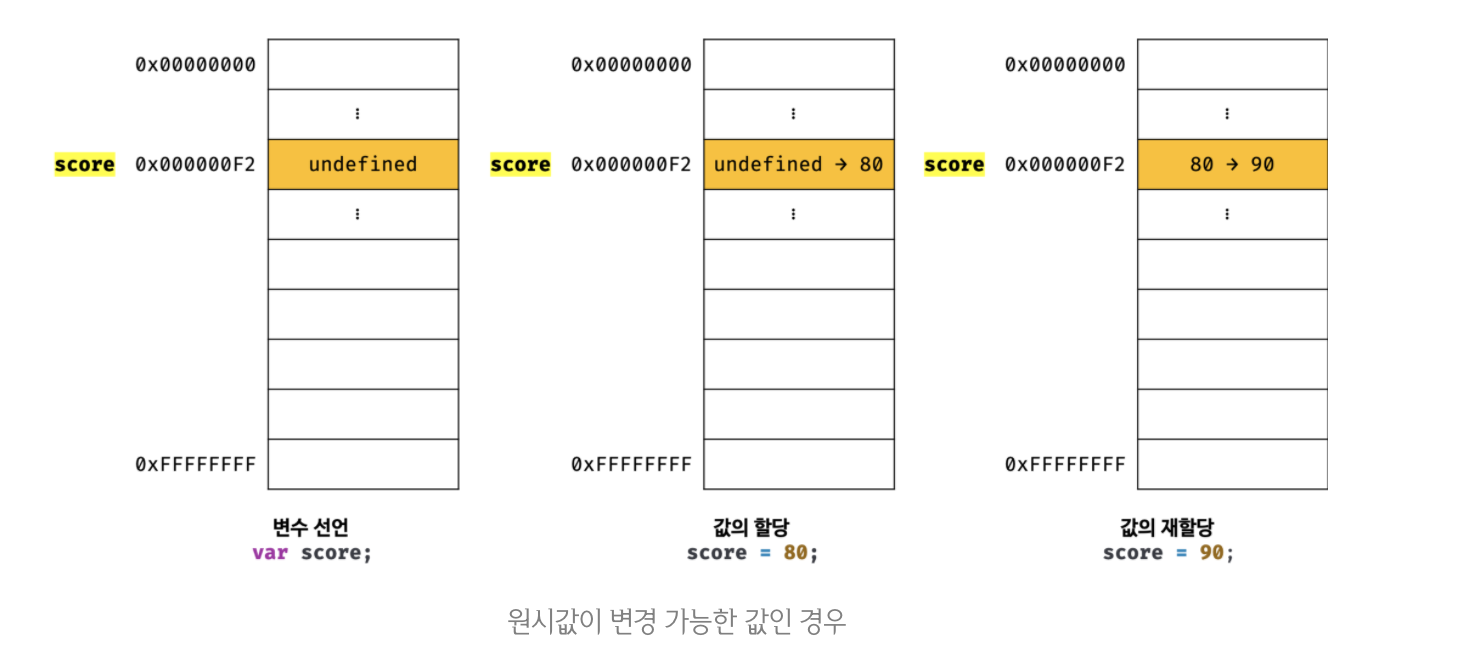 0x00000000
⋮
score 0x000000F2 undefined
⋮
0xFFFFFFFF
변수 선언
var score;
0x00000000
⋮
score 0x000000F2 undefined → 80
⋮
0xFFFFFFFF
값의 할당
score = 80;
0x00000000
⋮
score 0x000000F2 80 → 90
⋮
0xFFFFFFFF
값의 재할당
score = 90;
원시값이 변경 가능한 값인 경우